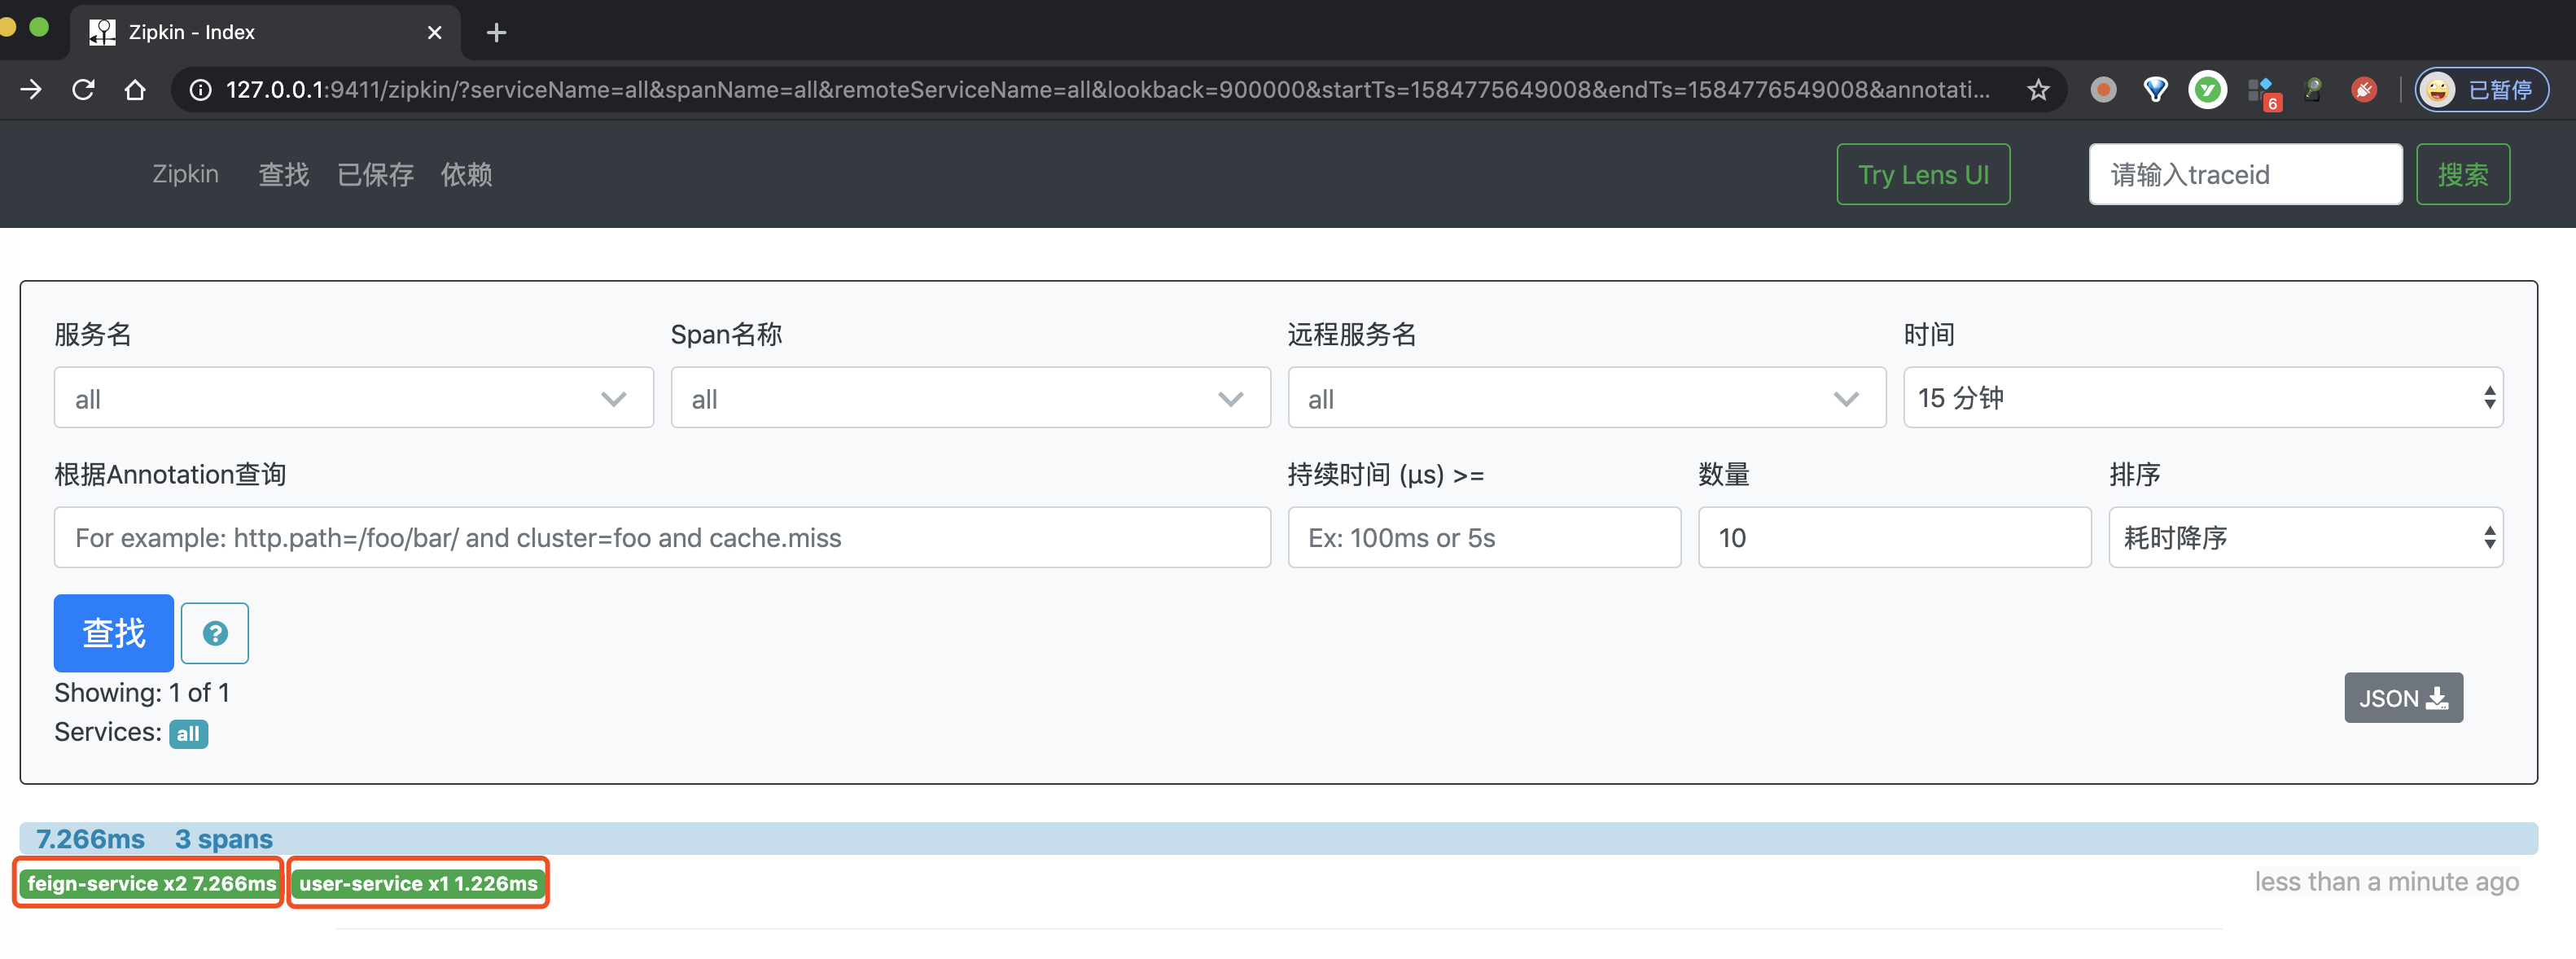 Zipkin - Index
127.0.0.1:9411/zipkin/?serviceName=all&spanName=all&remoteServiceName=all&lookback=900000&startTs=1584775649008&endTs=1584776549008&annotati...
6
已暂停
Zipkin 查找 已保存 依赖
Try Lens UI
请输入traceid
搜索
服务名 Span名称 远程服务名 时间
all all all 15 分钟
根据Annotation查询 持续时间 (μs) >= 数量 排序
For example: http.path=/foo/bar/ and cluster=foo and cache.miss Ex: 100ms or 5s 10 耗时降序
查找 ?
Showing: 1 of 1
JSON
Services: all
7.266ms 3 spans
feign-service x2 7.266ms user-service x1 1.226ms less than a minute ago